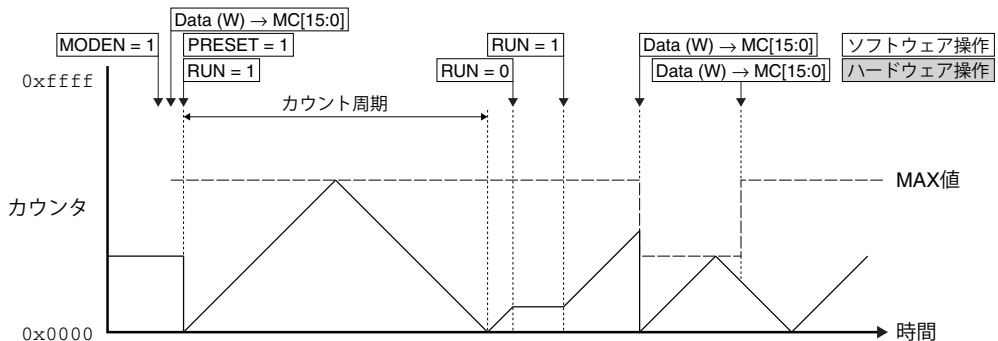 Data (W) → MC[15:0]
MODEN = 1
PRESET = 1
RUN = 1
RUN = 1
RUN = 0
Data (W) → MC[15:0]
ソフトウェア操作
Data (W) → MC[15:0]
ハードウェア操作
0xffff
カウント周期
MAX値
カウンタ
0x0000
時間